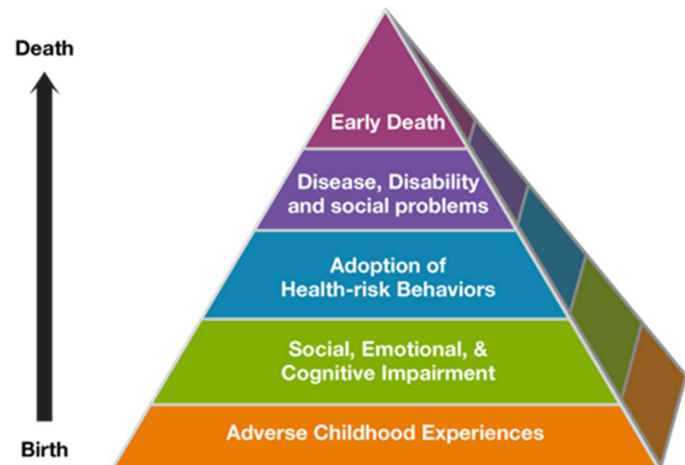 Death
Early Death
Disease, Disability
and social problems
Adoption of
Health-risk Behaviors
Social, Emotional, &
Cognitive Impairment
Adverse Childhood Experiences
Birth